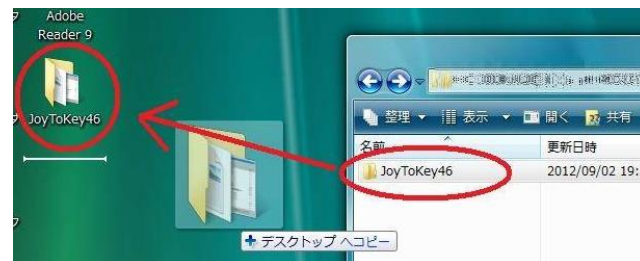 Adobe
Reader 9
JoyToKey46
整理
表示
開く
共有
名前
更新日時
JoyToKey46
2012/09/02 19:
デスクトップ へコピー